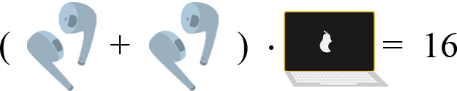 ( + ) · = 16